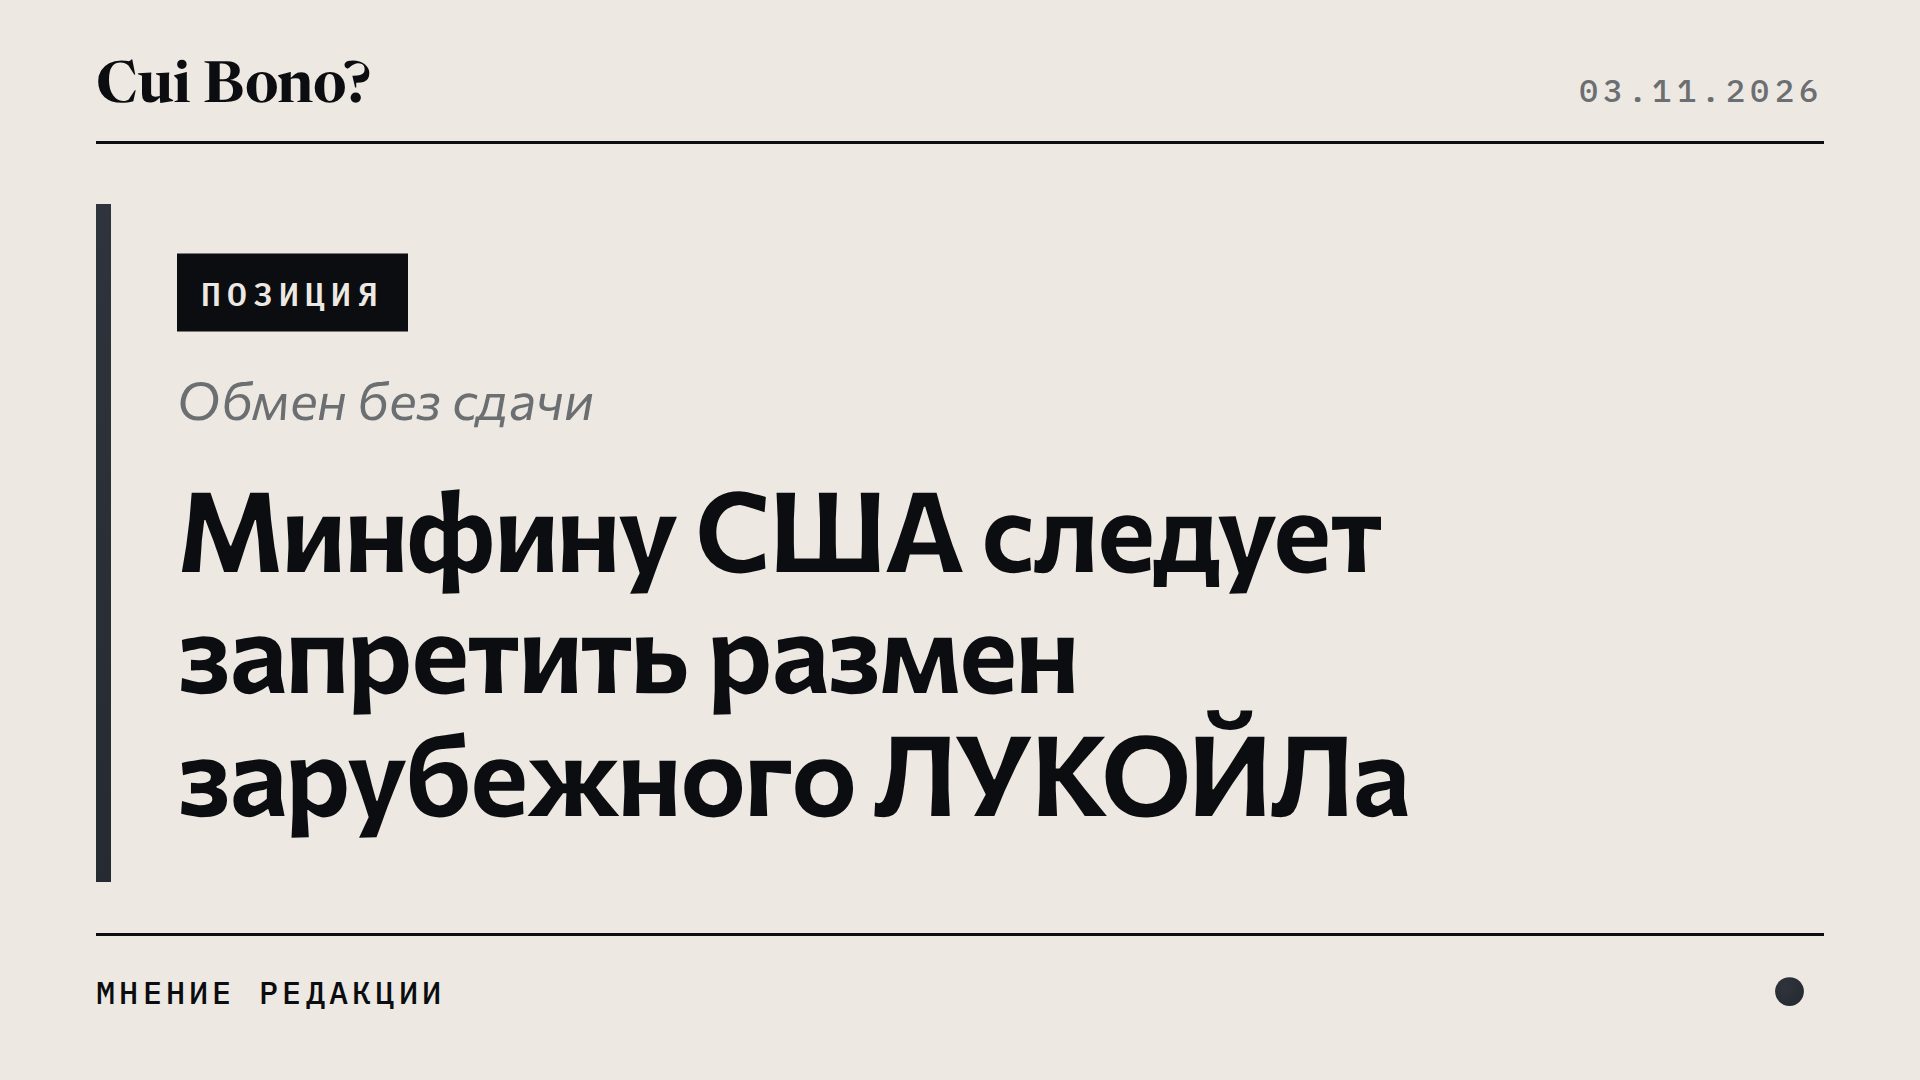 Cui Bono?
03.11.2026
ПОЗИЦИЯ
Обмен без сдачи
Минфину США следует
запретить размен
зарубежного ЛУКОЙЛа
МНЕНИЕ РЕДАКЦИИ